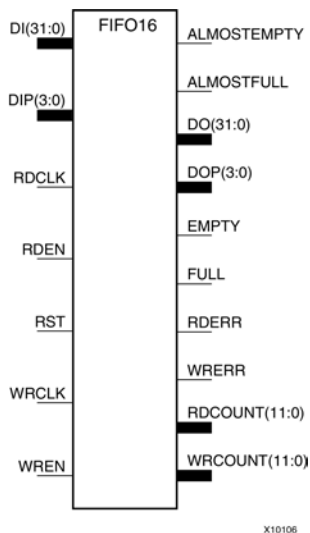 FIFO16
DI(31:0)
DIP(3:0)
RDCLK
RDEN
RST
WRCLK
WREN
ALMOSTEMPTY
ALMOSTFULL
DO(31:0)
DOP(3:0)
EMPTY
FULL
RDERR
WRERR
RDCOUNT(11:0)
WRCOUNT(11:0)
X10106